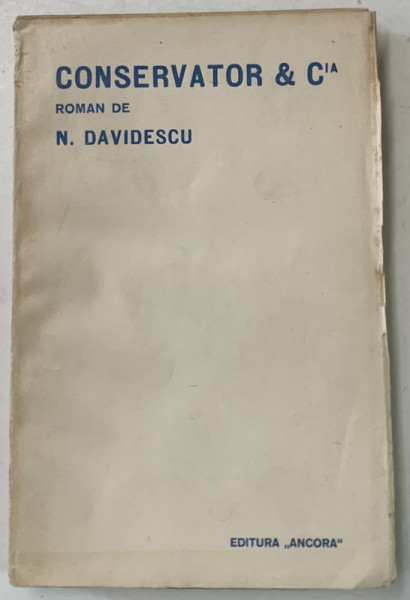 CONSERVATOR & CIA
ROMAN DE
N. DAVIDESCU
EDITURA „ANCORA“